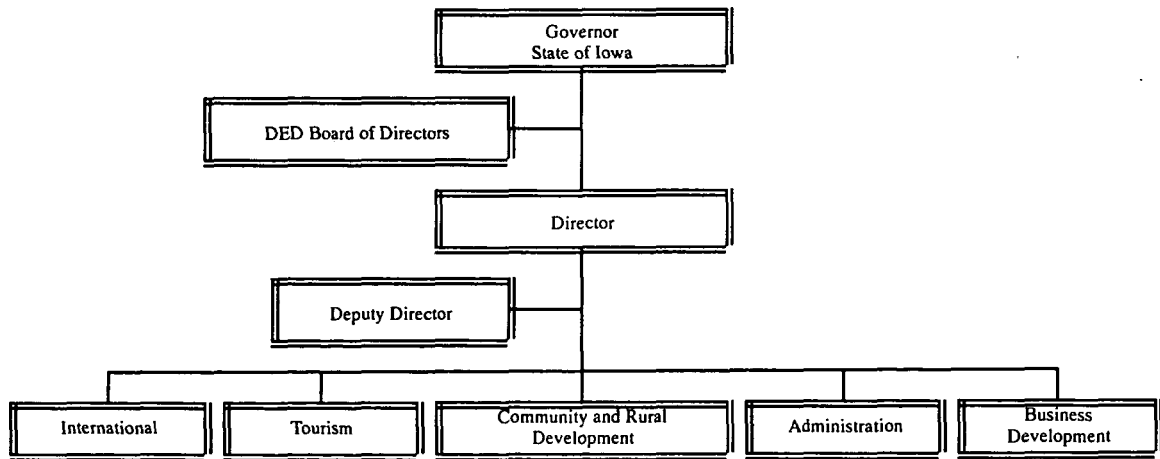 Governor
State of Iowa
DED Board of Directors
Director
Deputy Director
International
Tourism
Community and Rural
Development
Administration
Business
Development